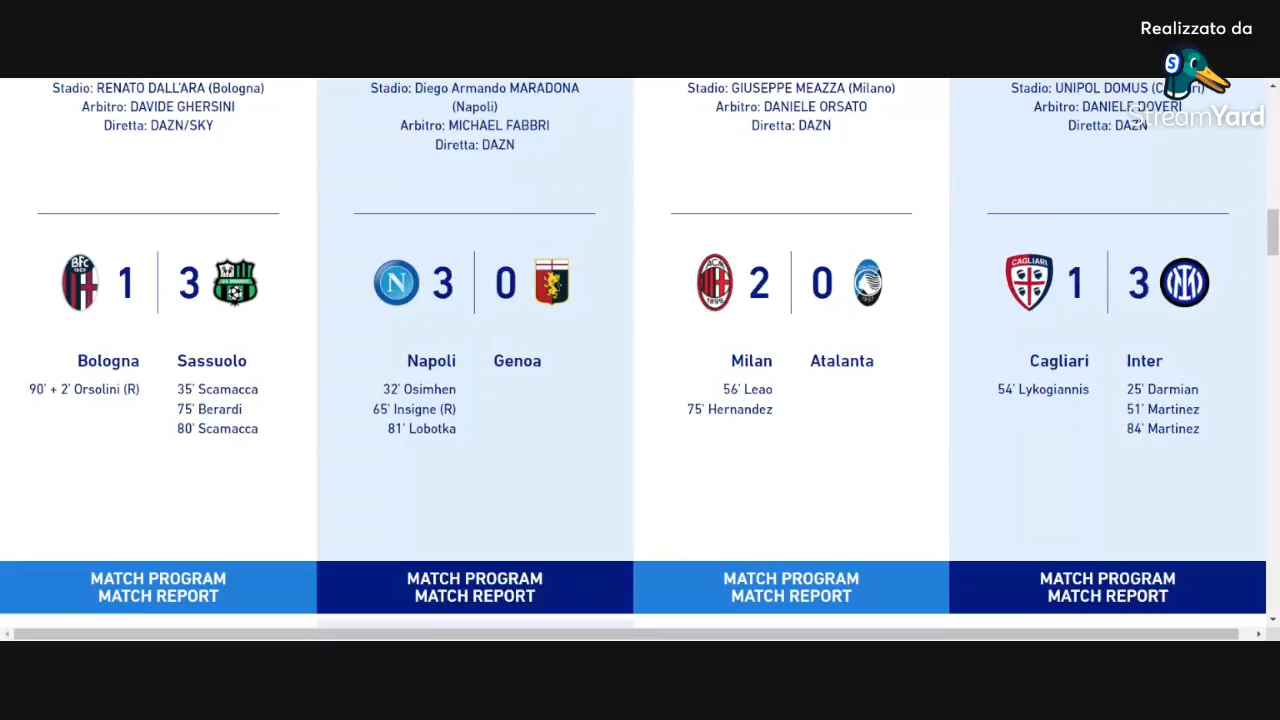 Realizzato da
StreamYard
Stadio: RENATO DALL'ARA (Bologna)
Arbitro: DAVIDE GHERSINI
Diretta: DAZN/SKY
BFC
1909
1
3
Bologna
Sassuolo
90' + 2' Orsolini (R)
35' Scamacca
75' Berardi
80' Scamacca
MATCH PROGRAM
MATCH REPORT
Stadio: Diego Armando MARADONA
(Napoli)
Arbitro: MICHAEL FABBRI
Diretta: DAZN
N
3
0
Napoli
Genoa
32' Osimhen
65' Insigne (R)
81' Lobotka
MATCH PROGRAM
MATCH REPORT
Stadio: GIUSEPPE MEAZZA (Milano)
Arbitro: DANIELE ORSATO
Diretta: DAZN
ACM
1899
2
0
Milan
Atalanta
56' Leao
75' Hernandez
MATCH PROGRAM
MATCH REPORT
Stadio: UNIPOL DOMUS
Arbitro: DANIELE DOVERI
Diretta: DAZN
CAGLIARI
1
3
Cagliari
Inter
54' Lykogiannis
25' Darmian
51' Martinez
84' Martinez
MATCH PROGRAM
MATCH REPORT